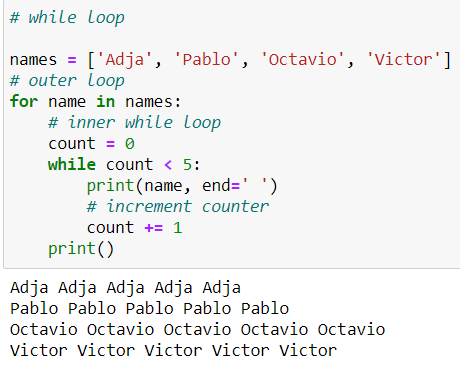 # while loop

names = ['Adja', 'Pablo', 'Octavio', 'Victor']
# outer loop
for name in names:
    # inner while loop
    count = 0
    while count < 5:
        print(name, end=' ')
        # increment counter
        count += 1
    print()
Adja Adja Adja Adja Adja
Pablo Pablo Pablo Pablo Pablo
Octavio Octavio Octavio Octavio Octavio
Victor Victor Victor Victor Victor